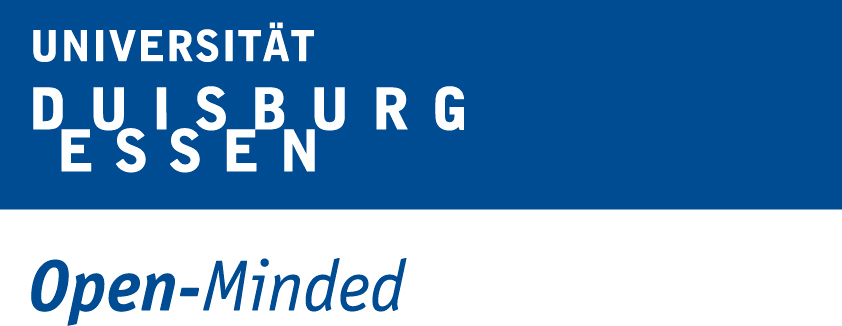 UNIVERSITÄT
DUISBURG
ESSEN
Open-Minded